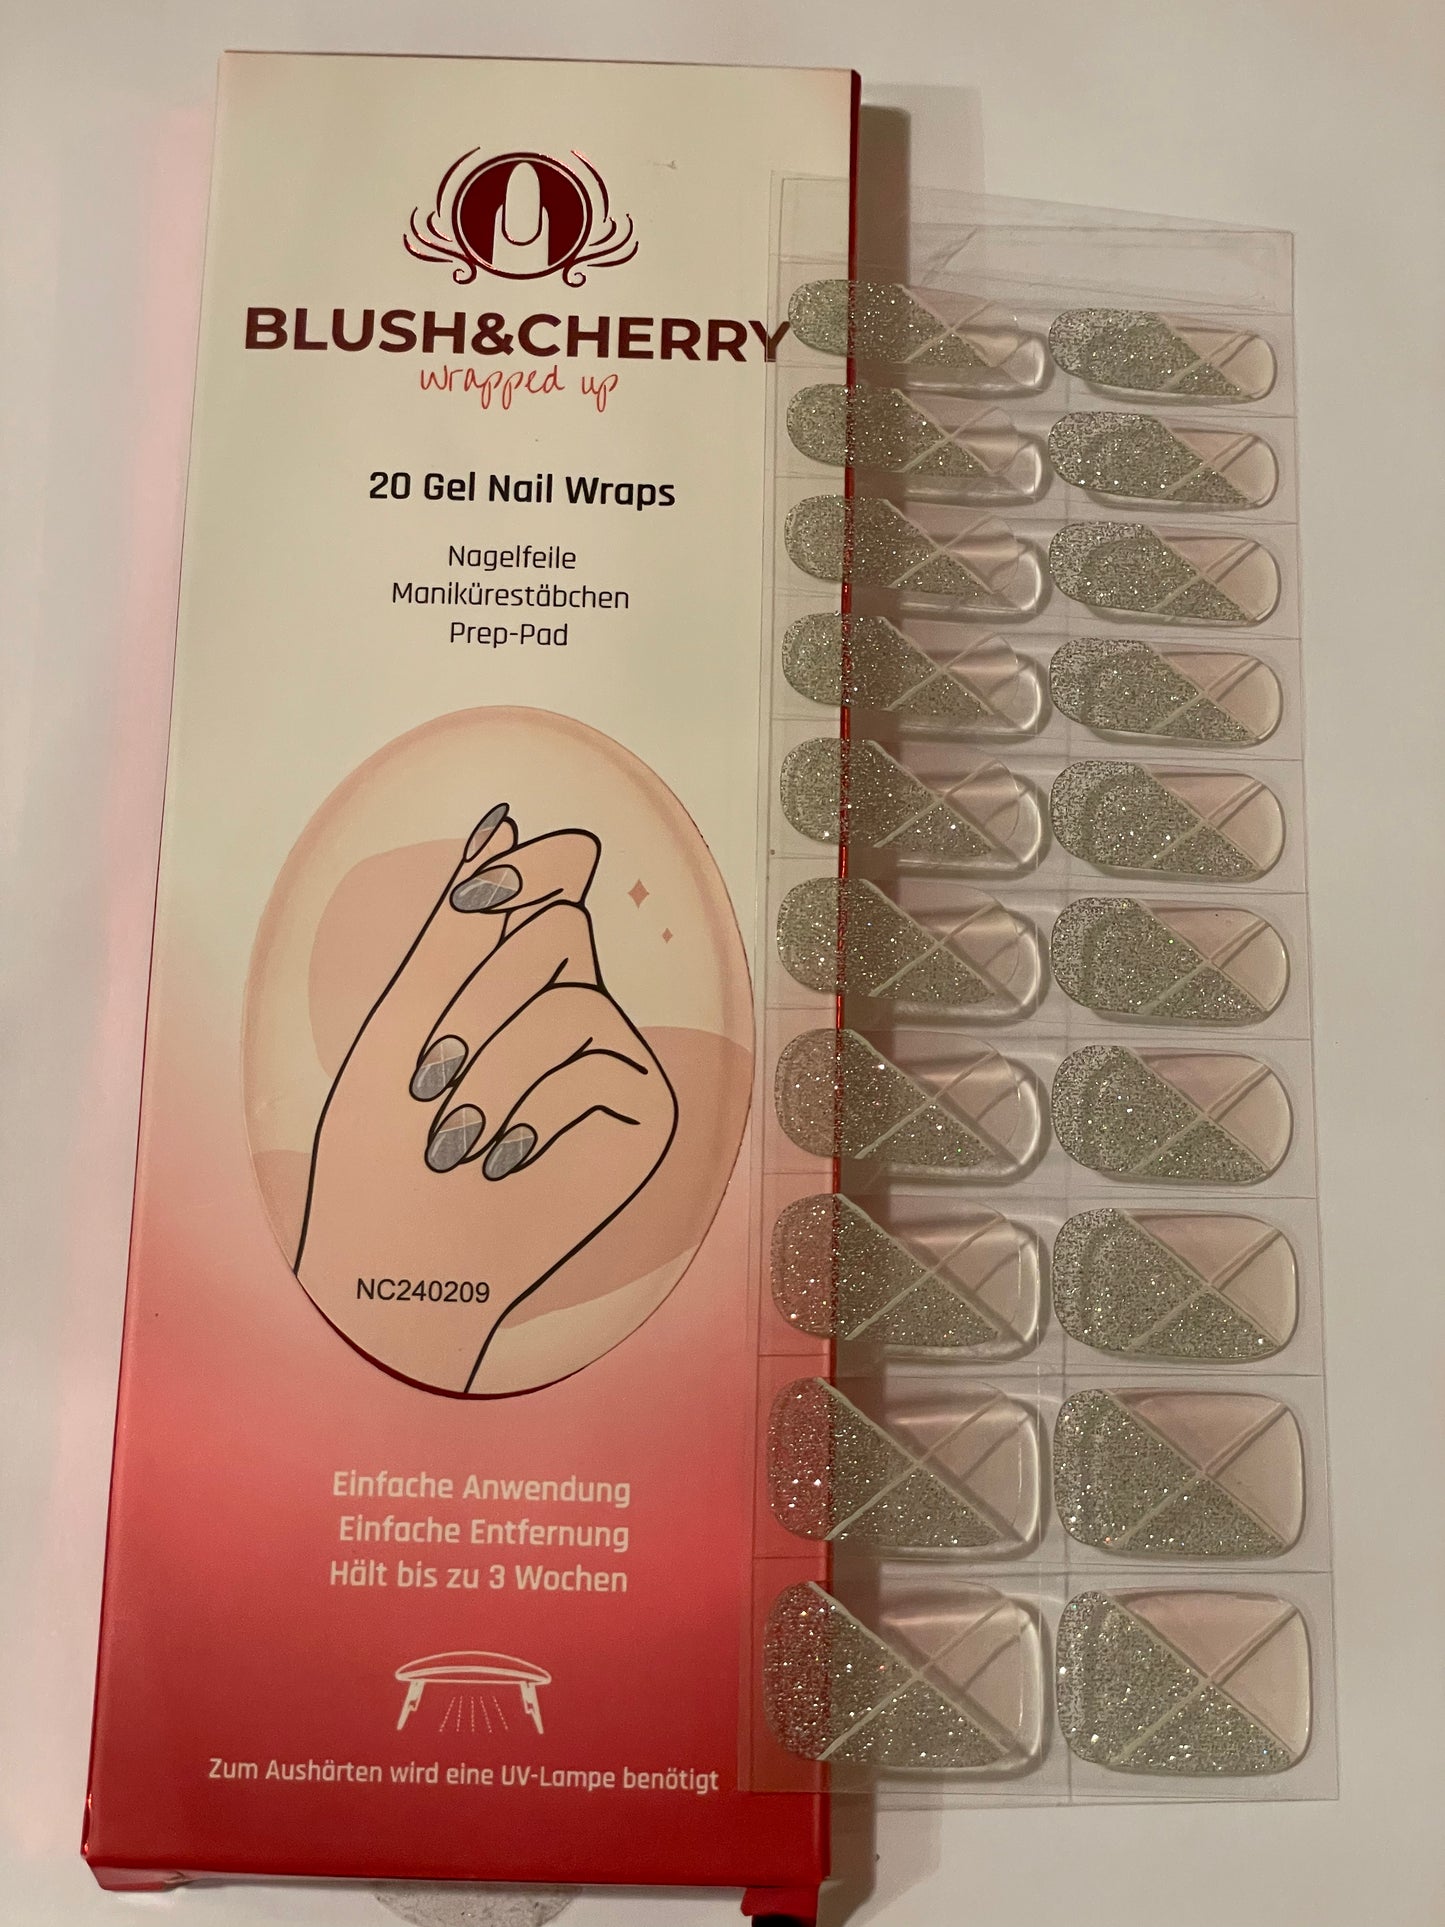 BLUSH&CHERRY
wrapped up
20 Gel Nail Wraps
Nagelfeile
Manikürestäbchen
Prep-Pad
NC240209
Einfache Anwendung
Einfache Entfernung
Hält bis zu 3 Wochen
Zum Aushärten wird eine UV-Lampe benötigt